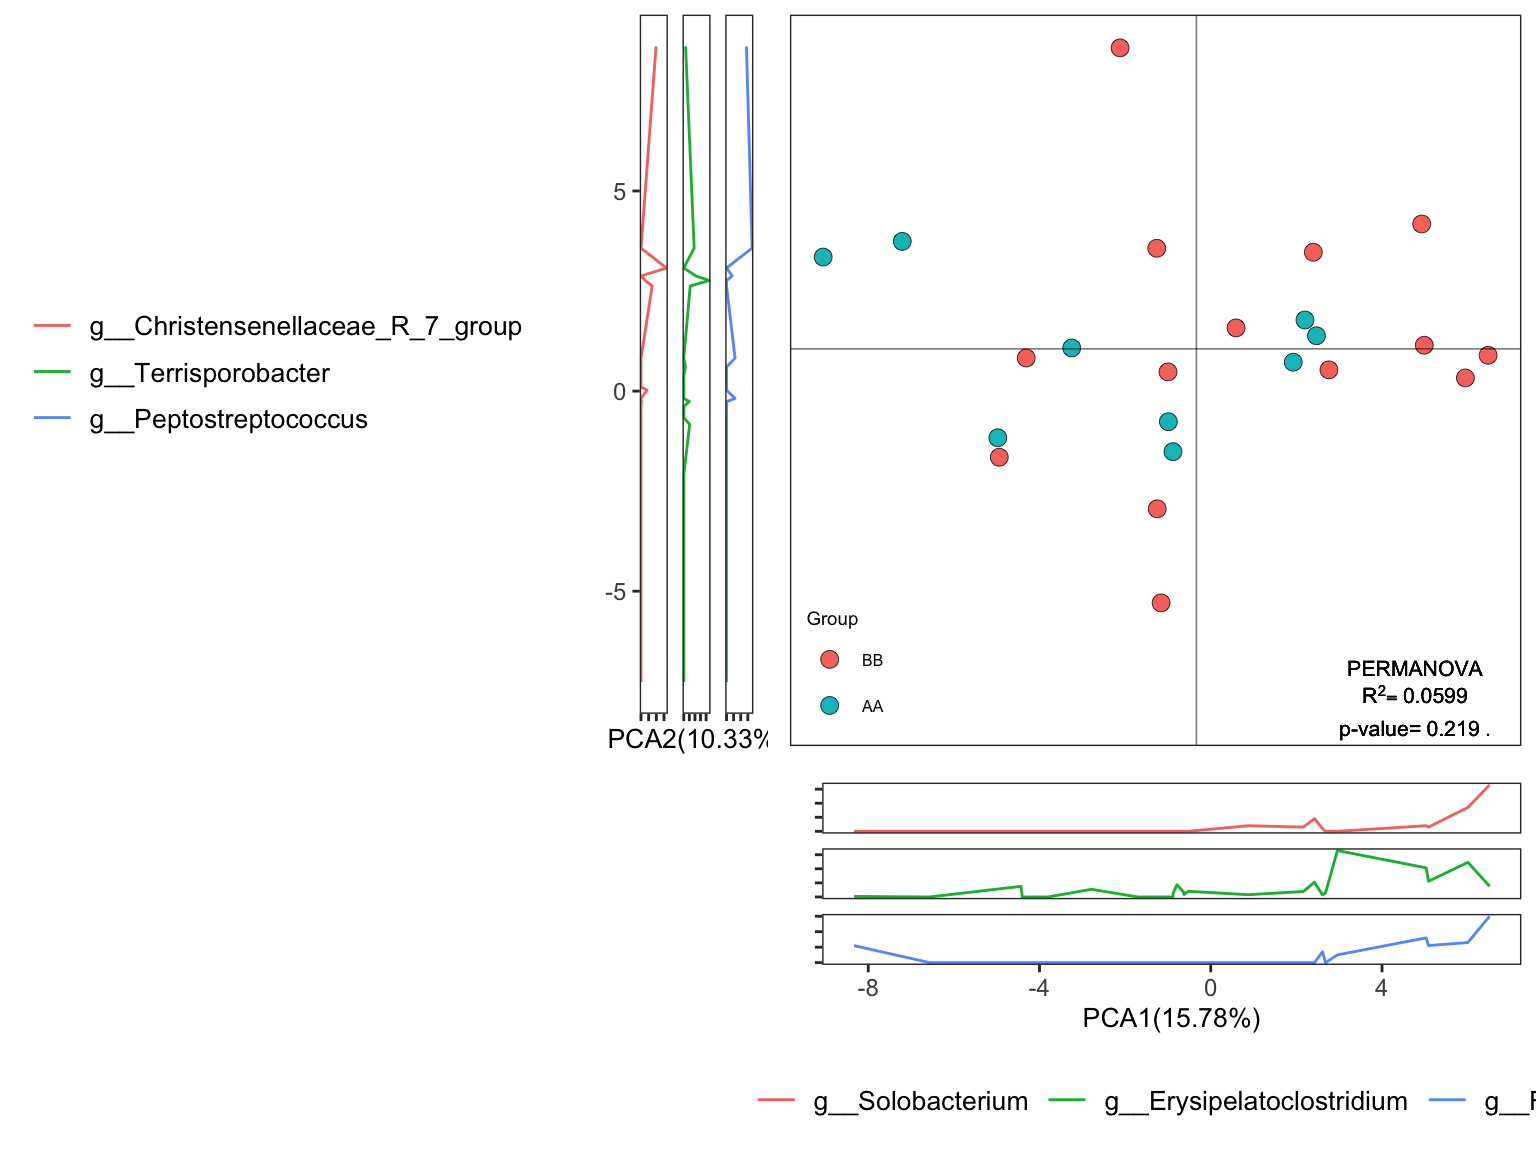 5
0
-5
PCA2(10.33%
g__Christensenellaceae_R_7_group
g__Terrisporobacter
g__Peptostreptococcus
Group
BB
AA
PERMANOVA
R²= 0.0599
p-value= 0.219 .
-8 -4 0 4
PCA1(15.78%)
g__Solobacterium g__Erysipelatoclostridium